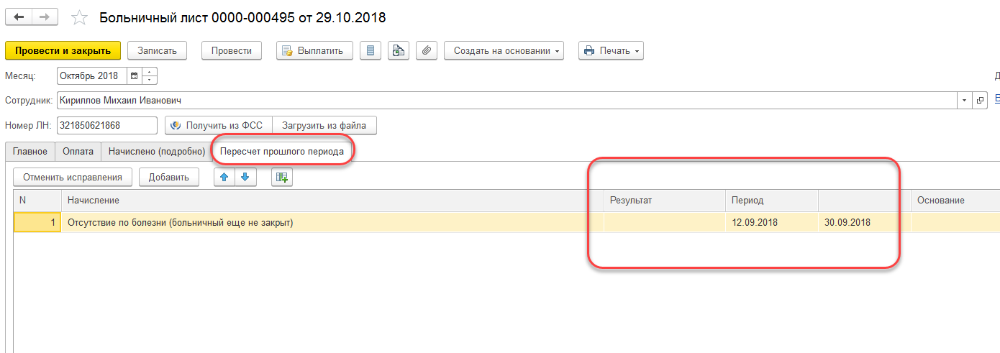 Больничный лист 0000-000495 от 29.10.2018
Провести и закрыть Записать Провести Выплатить Создать на основании Печать
Месяц: Октябрь 2018
Сотрудник: Кириллов Михаил Иванович
Номер ЛН: 321850621868 Получить из ФСС Загрузить из файла
Главное Оплата Начислено (подробно) Пересчет прошлого периода
Отменить исправления Добавить
N Начисление Результат Период Основание
1 Отсутствие по болезни (больничный еще не закрыт) 12.09.2018 30.09.2018